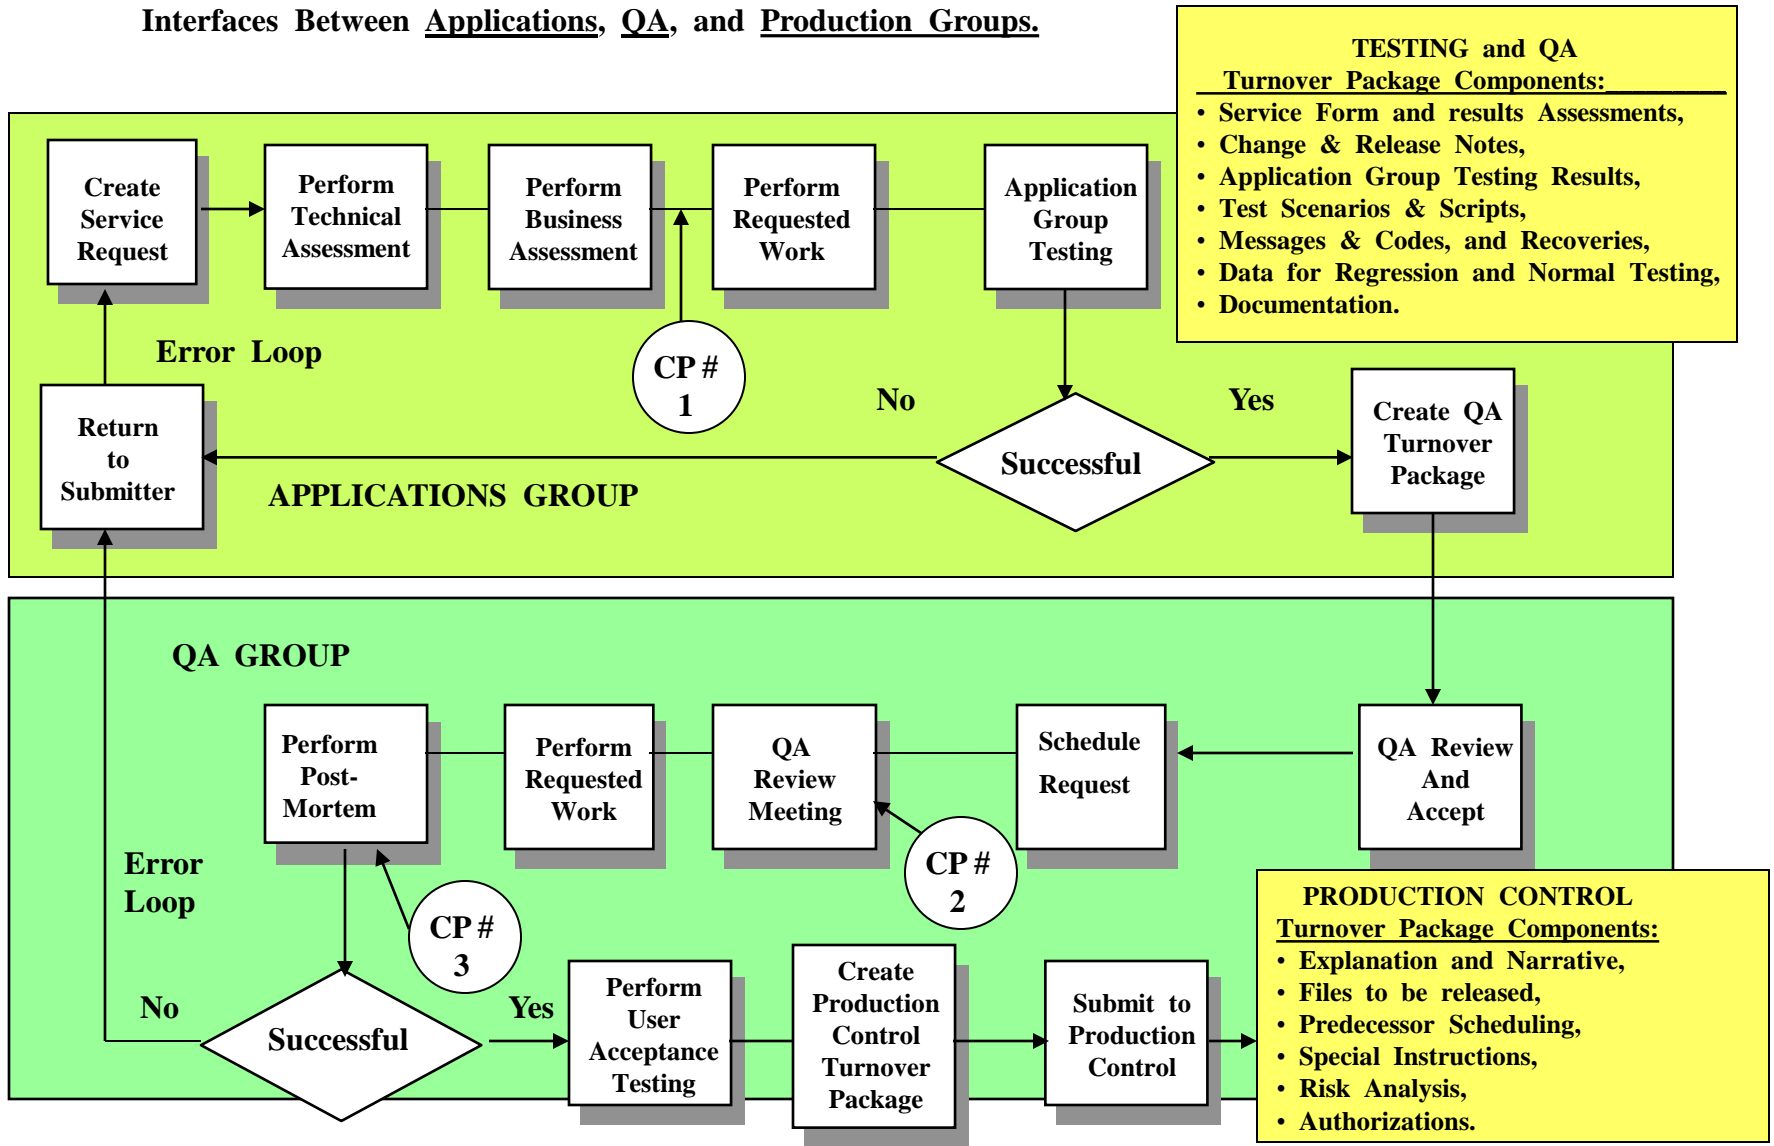 Interfaces Between Applications, QA, and Production Groups.
TESTING and QA
Turnover Package Components:
• Service Form and results Assessments,
• Change & Release Notes,
• Application Group Testing Results,
• Test Scenarios & Scripts,
• Messages & Codes, and Recoveries,
• Data for Regression and Normal Testing,
• Documentation.
Create
Service
Request
Perform
Technical
Assessment
Perform
Business
Assessment
Perform
Requested
Work
Application
Group
Testing
Error Loop
CP #
1
No
Yes
Return
to
Submitter
Successful
Create QA
Turnover
Package
APPLICATIONS GROUP
QA GROUP
Perform
Post-
Mortem
Perform
Requested
Work
QA
Review
Meeting
Schedule
Request
QA Review
And
Accept
Error
Loop
CP #
3
CP #
2
No
Successful
Yes
Perform
User
Acceptance
Testing
Create
Production
Control
Turnover
Package
Submit to
Production
Control
PRODUCTION CONTROL
Turnover Package Components:
• Explanation and Narrative,
• Files to be released,
• Predecessor Scheduling,
• Special Instructions,
• Risk Analysis,
• Authorizations.